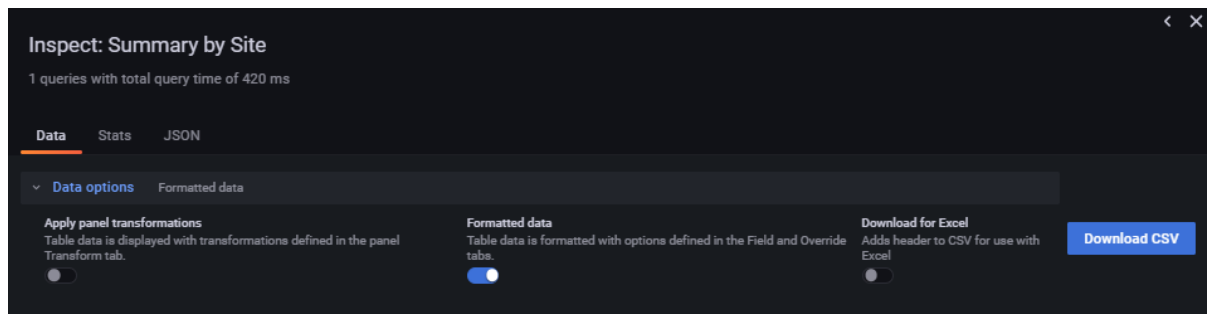 Inspect: Summary by Site
1 queries with total query time of 420 ms
Data Stats JSON
Data options Formatted data
Apply panel transformations
Table data is displayed with transformations defined in the panel
Transform tab.
Formatted data
Table data is formatted with options defined in the Field and Override
tabs.
Download for Excel
Adds header to CSV for use with
Excel
Download CSV